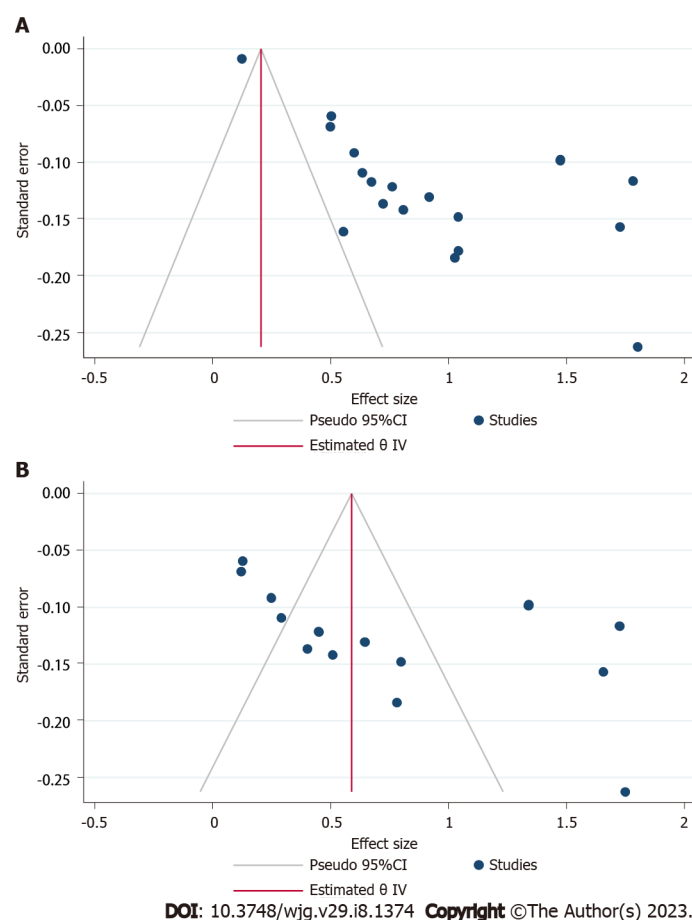 A
0.00
-0.05
-0.10
-0.15
-0.20
-0.25
Standard error
-0.5 0 0.5 1 1.5 2
Effect size
Pseudo 95%CI Studies
Estimated θ IV
B
0.00
-0.05
-0.10
-0.15
-0.20
-0.25
Standard error
-0.5 0 0.5 1 1.5 2
Effect size
Pseudo 95%CI Studies
Estimated θ IV
DOI: 10.3748/wjg.v29.i8.1374 Copyright ©The Author(s) 2023.